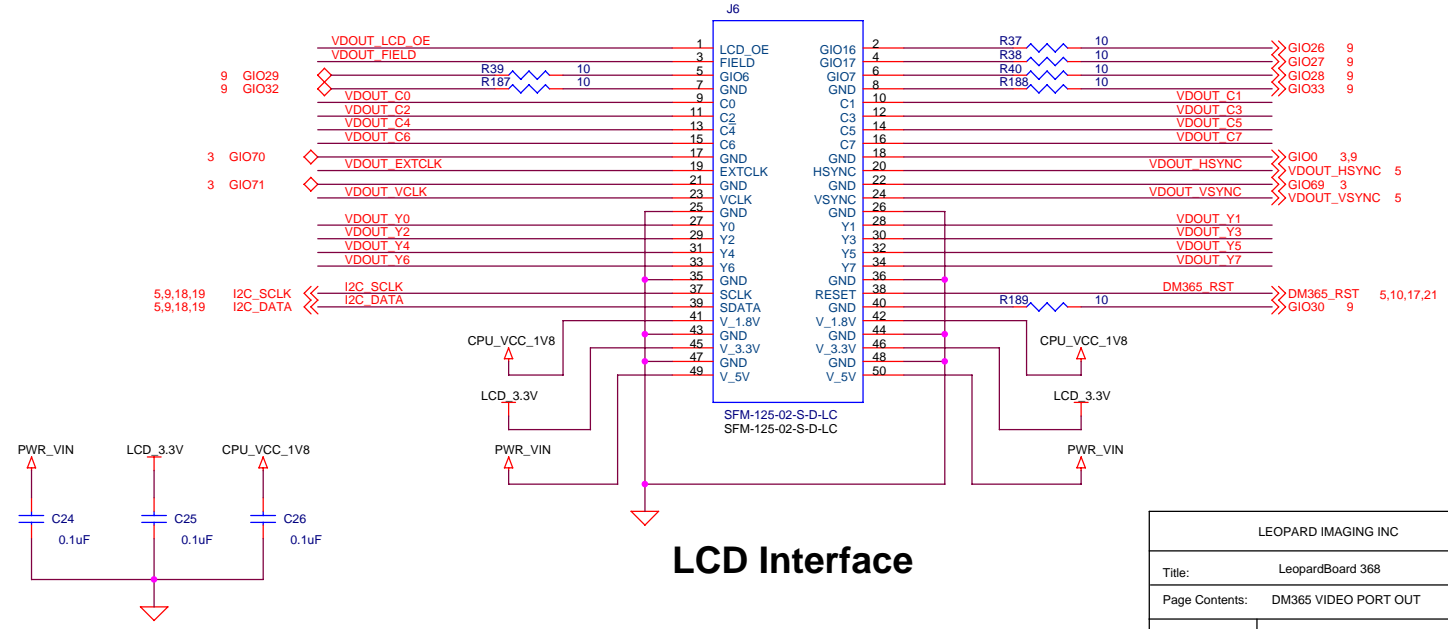 J6
VDOUT_LCD_OE 1 LCD_OE GIO16 2 R37 10 GIO26 9
VDOUT_FIELD 3 FIELD GIO17 4 R38 10 GIO27 9
9 GIO29 R39 10 5 GIO6 GIO7 6 R40 10 GIO28 9
9 GIO32 R187 10 7 GND GND 8 R188 10 GIO33 9
VDOUT_C0 9 C0 C1 10 VDOUT_C1
VDOUT_C2 11 C2 C3 12 VDOUT_C3
VDOUT_C4 13 C4 C5 14 VDOUT_C5
VDOUT_C6 15 C6 C7 16 VDOUT_C7
3 GIO70 17 GND GND 18 GIO0 3,9
VDOUT_EXTCLK 19 EXTCLK HSYNC 20 VDOUT_HSYNC VDOUT_HSYNC 5
3 GIO71 21 GND GND 22 GIO69 3
VDOUT_VCLK 23 VCLK VSYNC 24 VDOUT_VSYNC VDOUT_VSYNC 5
25 GND GND 26
VDOUT_Y0 27 Y0 Y1 28 VDOUT_Y1
VDOUT_Y2 29 Y2 Y3 30 VDOUT_Y3
VDOUT_Y4 31 Y4 Y5 32 VDOUT_Y5
VDOUT_Y6 33 Y6 Y7 34 VDOUT_Y7
35 GND GND 36
5,9,18,19 I2C_SCLK I2C_SCLK 37 SCLK RESET 38 DM365_RST DM365_RST 5,10,17,21
5,9,18,19 I2C_DATA I2C_DATA 39 SDATA GND 40 R189 10 GIO30 9
41 V_1.8V V_1.8V 42
43 GND GND 44
CPU_VCC_1V8 45 V_3.3V V_3.3V 46 CPU_VCC_1V8
47 GND GND 48
49 V_5V V_5V 50
LCD_3.3V LCD_3.3V
SFM-125-02-S-D-LC
SFM-125-02-S-D-LC
PWR_VIN LCD_3.3V CPU_VCC_1V8 PWR_VIN PWR_VIN
C24 C25 C26
0.1uF 0.1uF 0.1uF
LCD Interface
LEOPARD IMAGING INC
Title: LeopardBoard 368
Page Contents: DM365 VIDEO PORT OUT